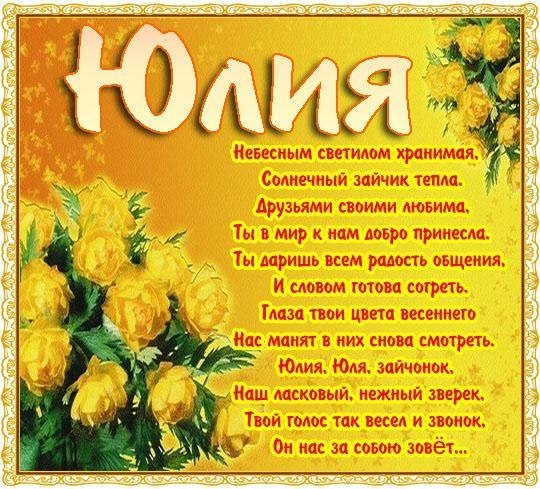 Юлия
Небесным светилом хранимая,
Солнечный зайчик тепла.
Друзьями своими любима,
Ты в мир к нам добро принесла.
Ты даришь всем радость общения,
И словом готова согреть.
Глаза твои цвета весеннего
Нас манят в них снова смотреть.
Юлия, Юля, зайчонок,
Наш ласковый, нежный зверек,
Твой голос так весел и звонок,
Он нас за собою зовёт...